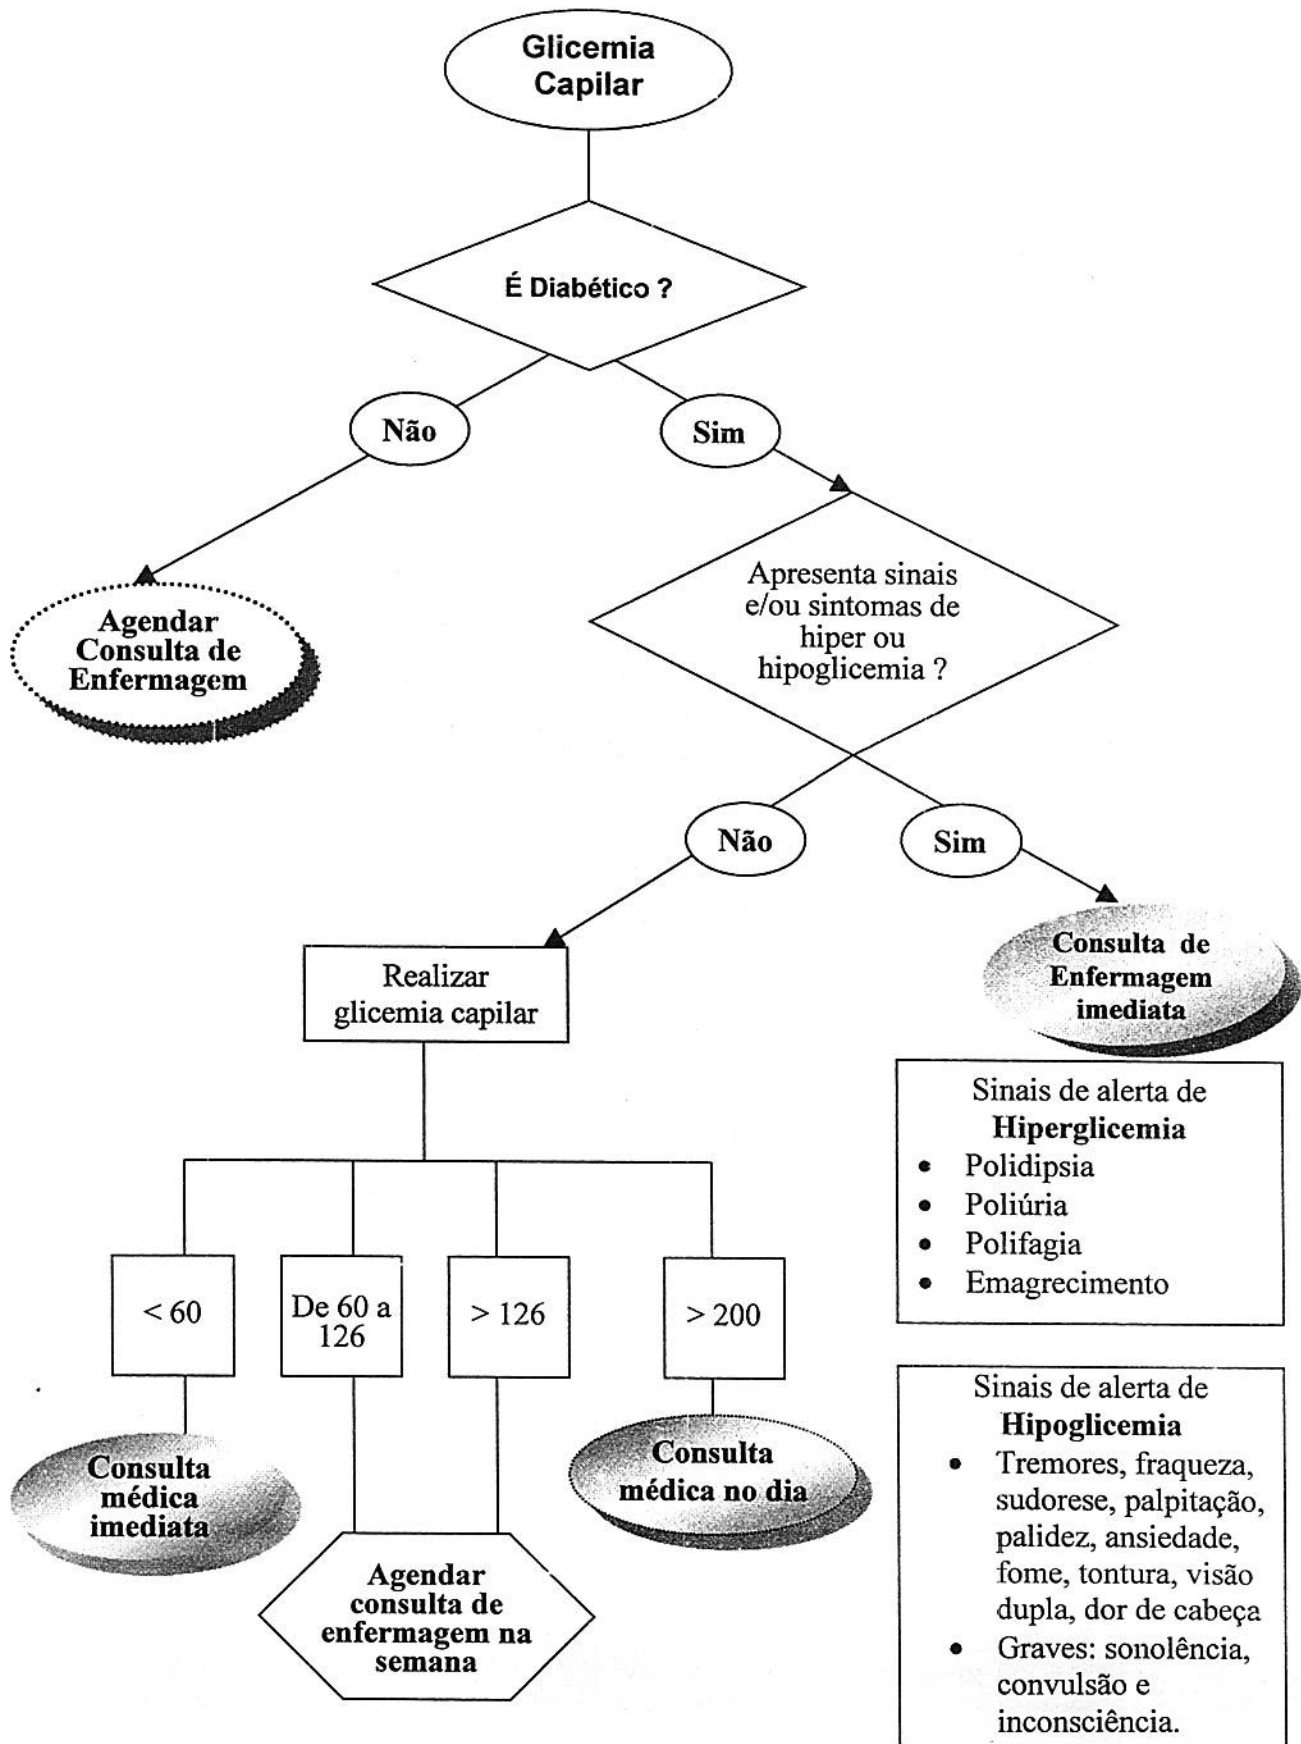 Glicemia
Capilar
É Diabético ?
Não
Sim
Agendar
Consulta de
Enfermagem
Apresenta sinais
e/ou sintomas de
hiper ou
hipoglicemia ?
Não
Sim
Consulta de
Enfermagem
imediata
Realizar
glicemia capilar
< 60
De 60 a
126
> 126
> 200
Consulta
médica
imediata
Agendar
consulta de
enfermagem na
semana
Consulta
médica no dia
Sinais de alerta de
Hiperglicemia
• Polidipsia
• Poliúria
• Polifagia
• Emagrecimento
Sinais de alerta de
Hipoglicemia
• Tremores, fraqueza,
sudorese, palpitação,
palidez, ansiedade,
fome, tontura, visão
dupla, dor de cabeça
• Graves: sonolência,
convulsão e
inconsciência.